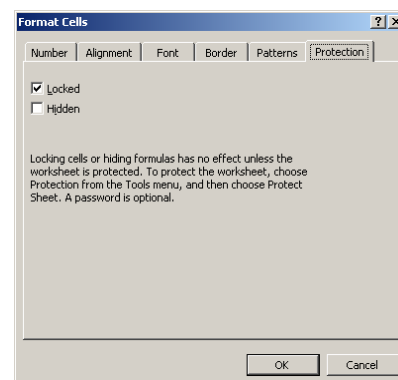 Format Cells
Number Alignment Font Border Patterns Protection
Locked
Hidden
Locking cells or hiding formulas has no effect unless the
worksheet is protected. To protect the worksheet, choose
Protection from the Tools menu, and then choose Protect
Sheet. A password is optional.
OK Cancel